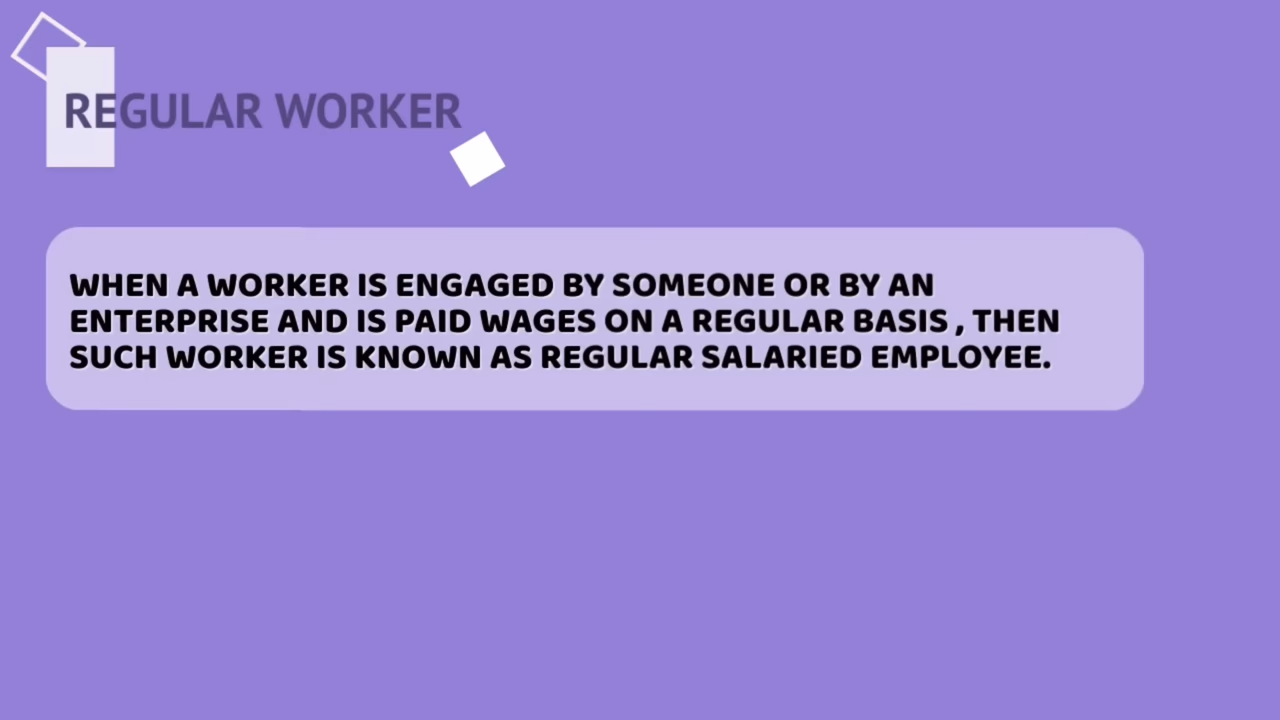 REGULAR WORKER
WHEN A WORKER IS ENGAGED BY SOMEONE OR BY AN
ENTERPRISE AND IS PAID WAGES ON A REGULAR BASIS , THEN
SUCH WORKER IS KNOWN AS REGULAR SALARIED EMPLOYEE.